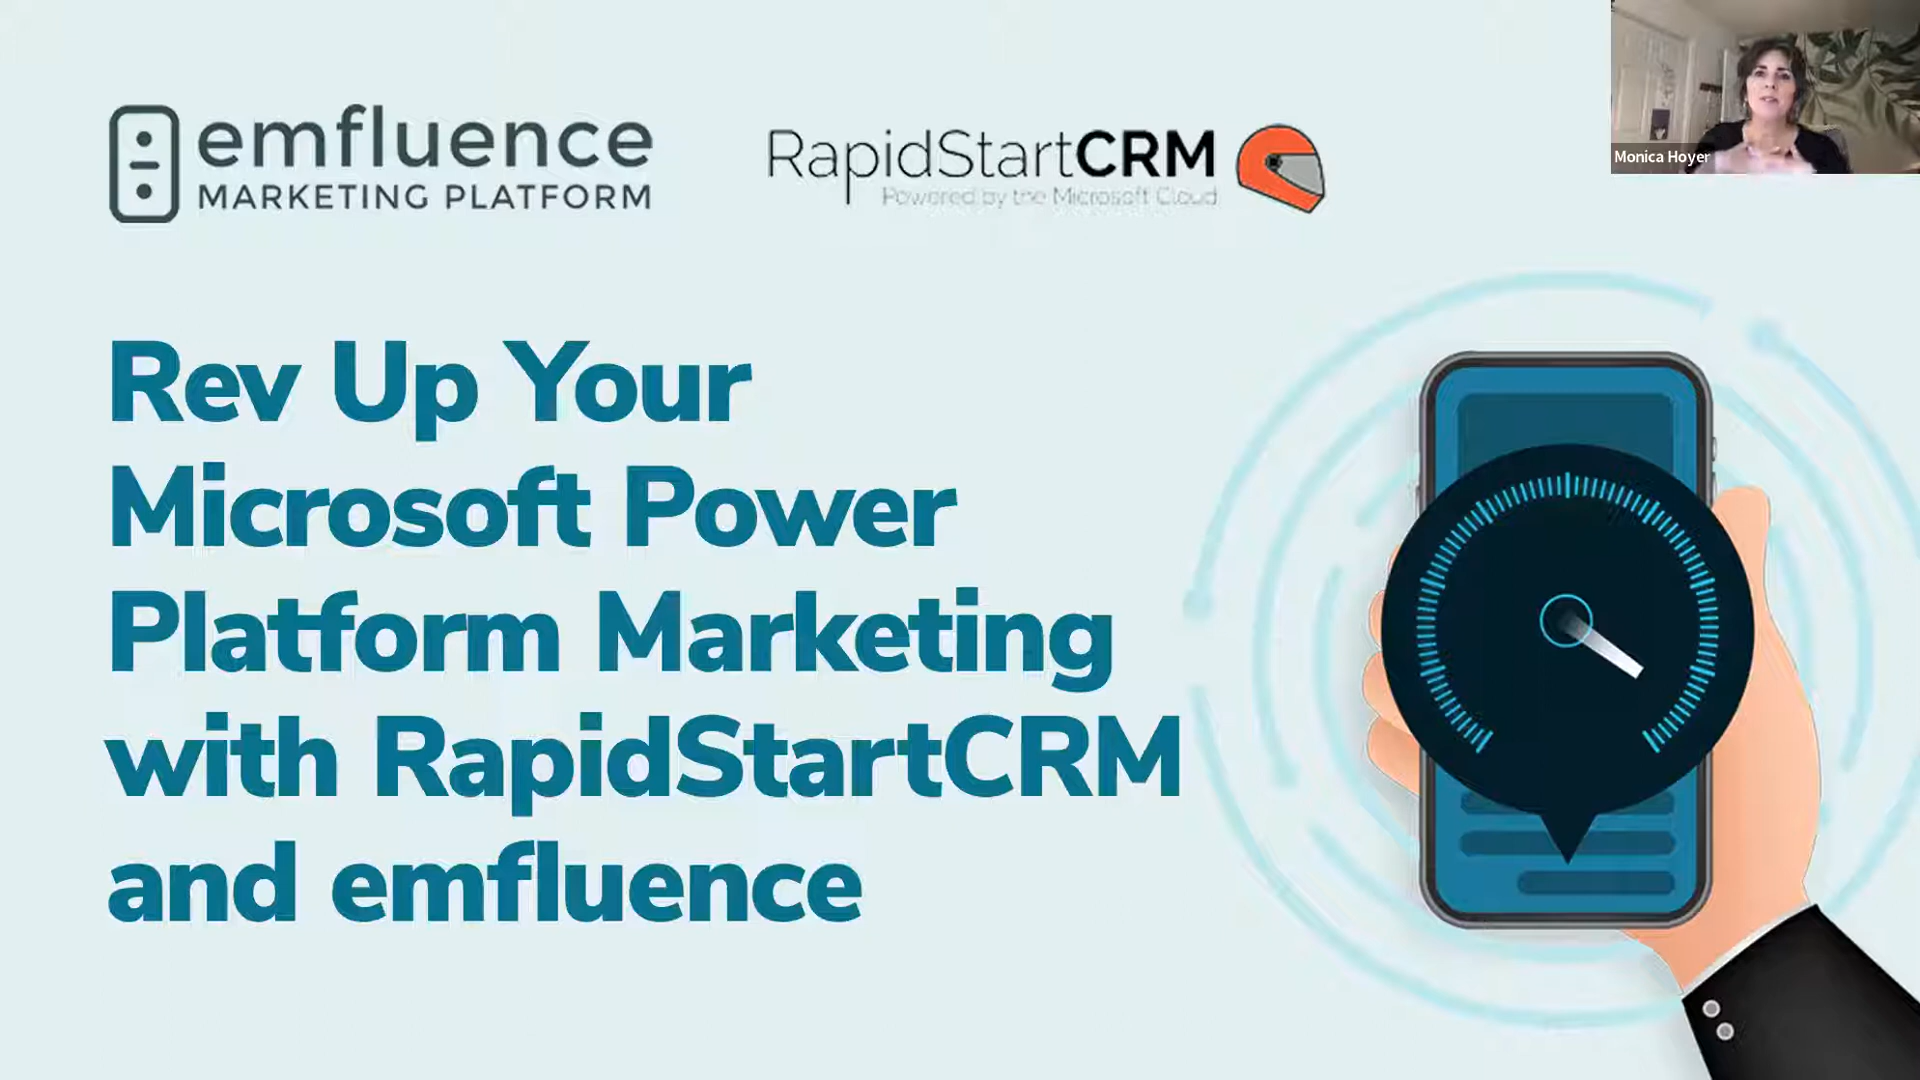 emfluence
MARKETING PLATFORM
RapidStartCRM
Powered by the Microsoft Cloud
Monica Hoyer
Rev Up Your
Microsoft Power
Platform Marketing
with RapidStartCRM
and emfluence